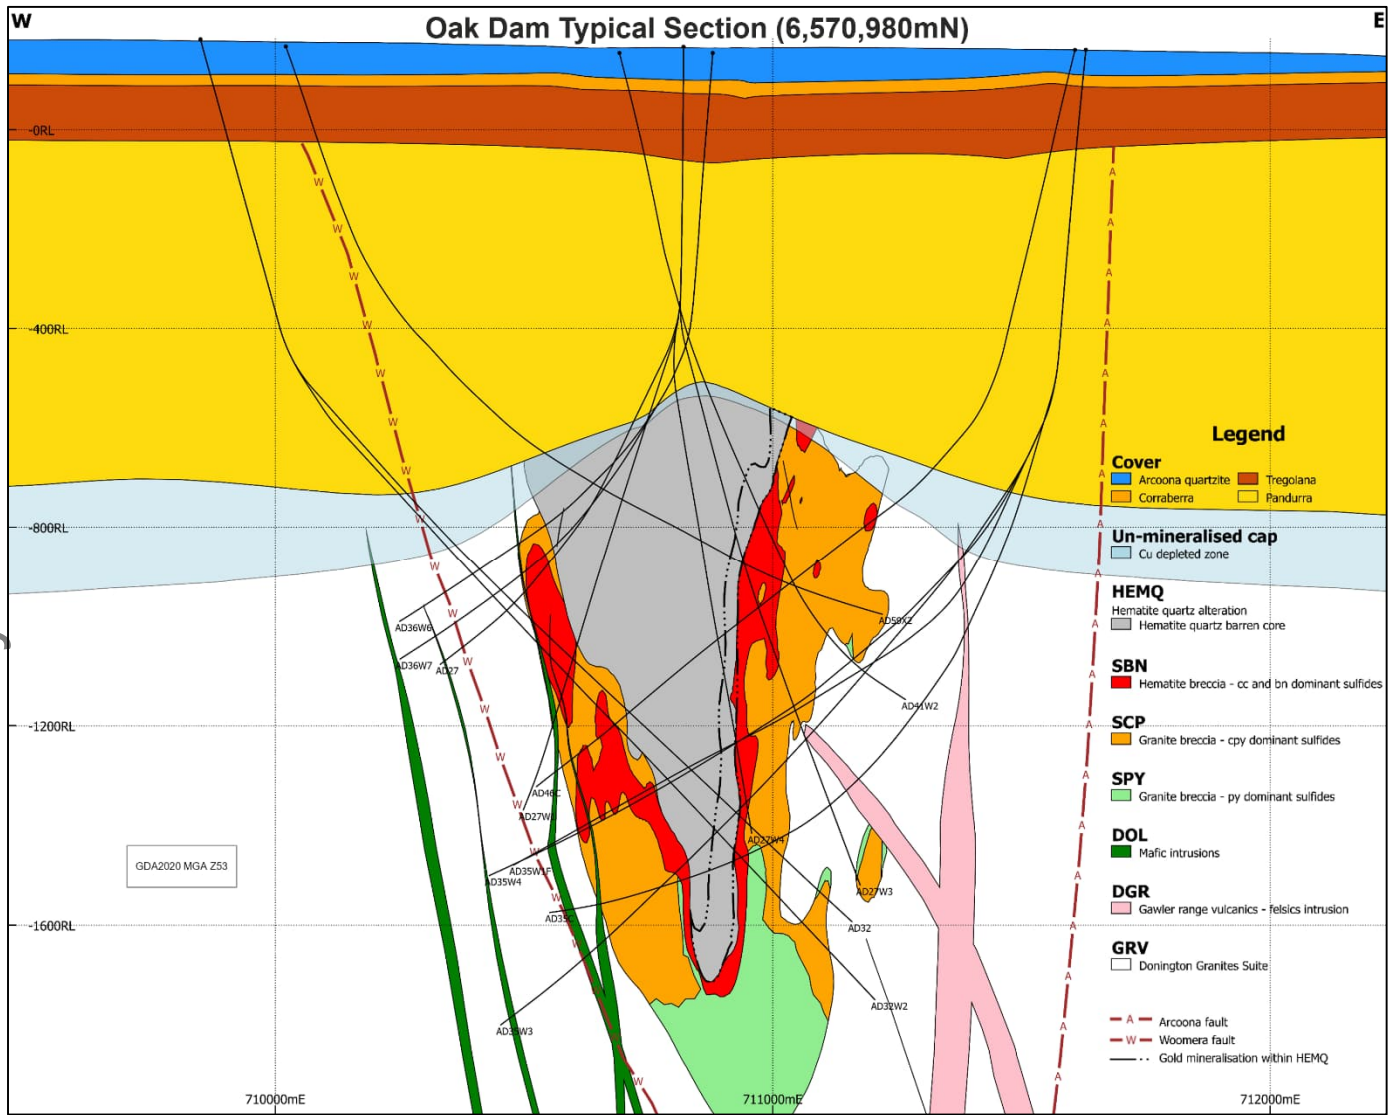 W
Oak Dam Typical Section (6,570,980mN)
E
-0RL
-400RL
-800RL
-1200RL
-1600RL
Legend
Cover
Arcoona quartzite
Tregolana
Corraberra
Pandurra
Un-mineralised cap
Cu depleted zone
HEMQ
Hematite quartz alteration
Hematite quartz barren core
SBN
Hematite breccia - cc and bn dominant sulfides
SCP
Granite breccia - cpy dominant sulfides
SPY
Granite breccia - py dominant sulfides
DOL
Mafic intrusions
DGR
Gawler range vulcanics - felsics intrusion
GRV
Donington Granites Suite
A Arcoona fault
W Woomera fault
Gold mineralisation within HEMQ
AD59X2
AD36W6
AD36W7
AD27
AD41W2
AD46C
AD27W1
AD27W4
AD35W1F
AD35W4
AD27W3
AD35C
AD32
AD32W2
AD35W3
GDA2020 MGA Z53
710000mE
711000mE
712000mE